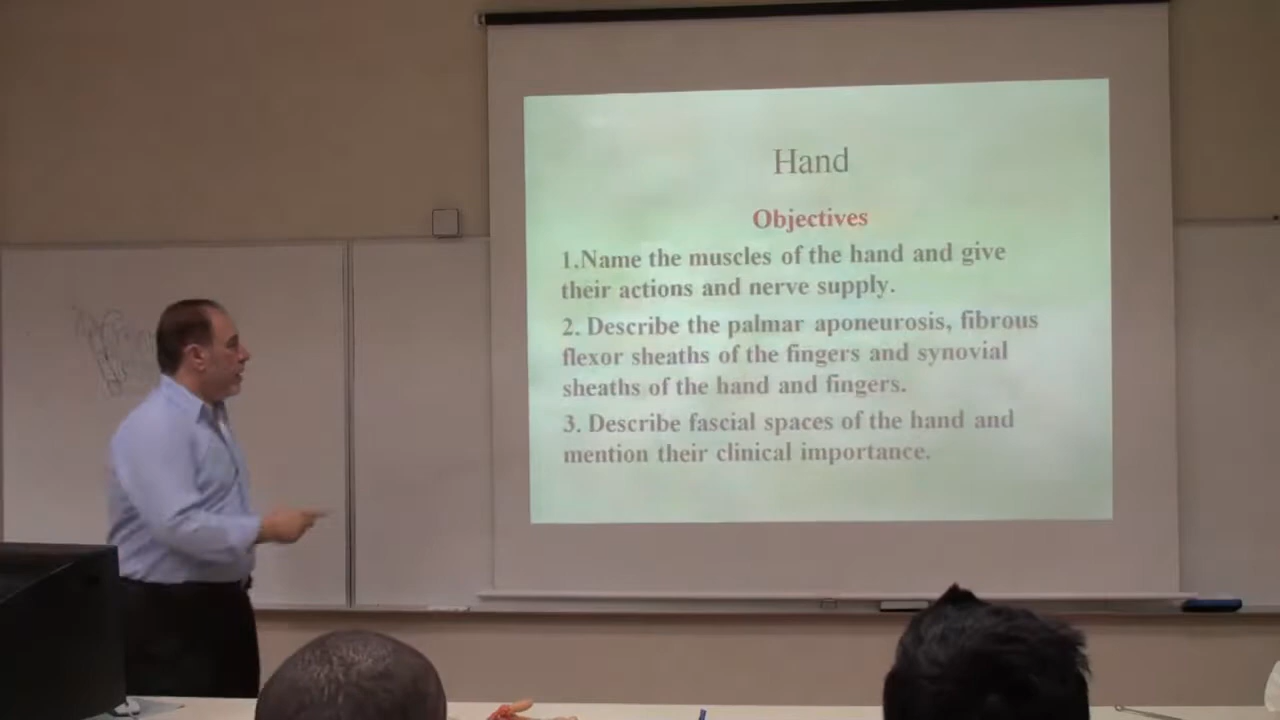 Hand
Objectives
1.Name the muscles of the hand and give
their actions and nerve supply.
2. Describe the palmar aponeurosis, fibrous
flexor sheaths of the fingers and synovial
sheaths of the hand and fingers.
3. Describe fascial spaces of the hand and
mention their clinical importance.